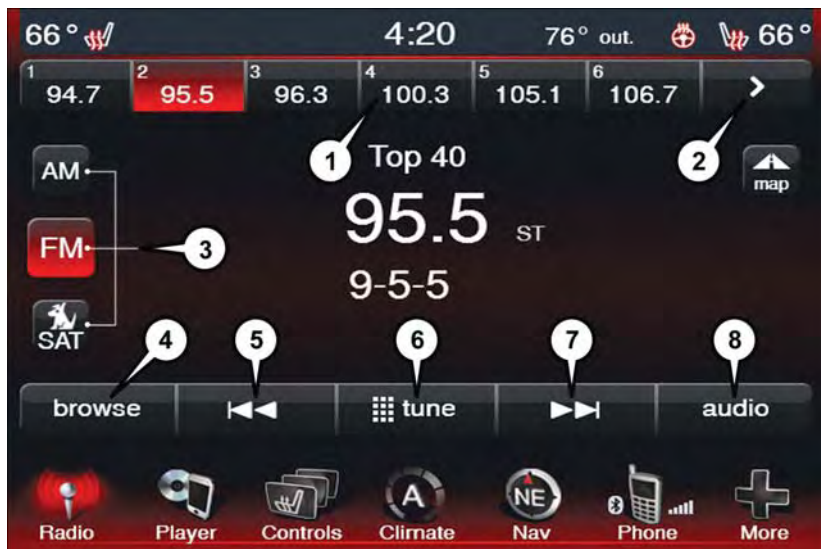 66° 4:20 76° out. 66°
1 94.7 2 95.5 3 96.3 4 100.3 5 105.1 6 106.7 >
1 Top 40 2
AM map
95.5 ST
FM 3
9-5-5
SAT
4 5 6 7 8
browse tune audio
A NE
Radio Player Controls Climate Nav Phone More